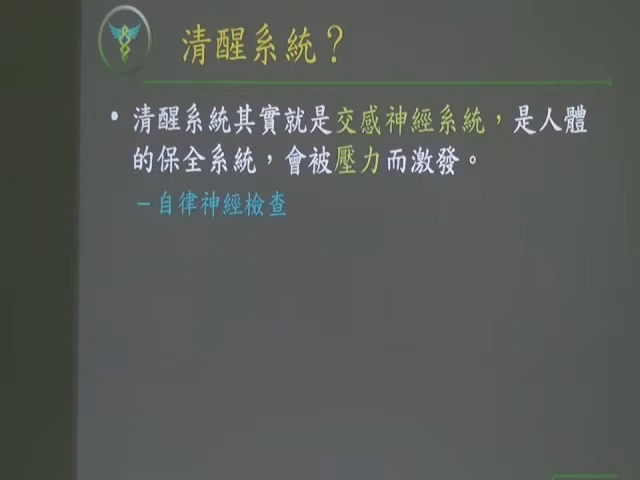 清醒系統？
• 清醒系統其實就是交感神經系統，是人體
的保全系統，會被壓力而激發。
–自律神經檢查